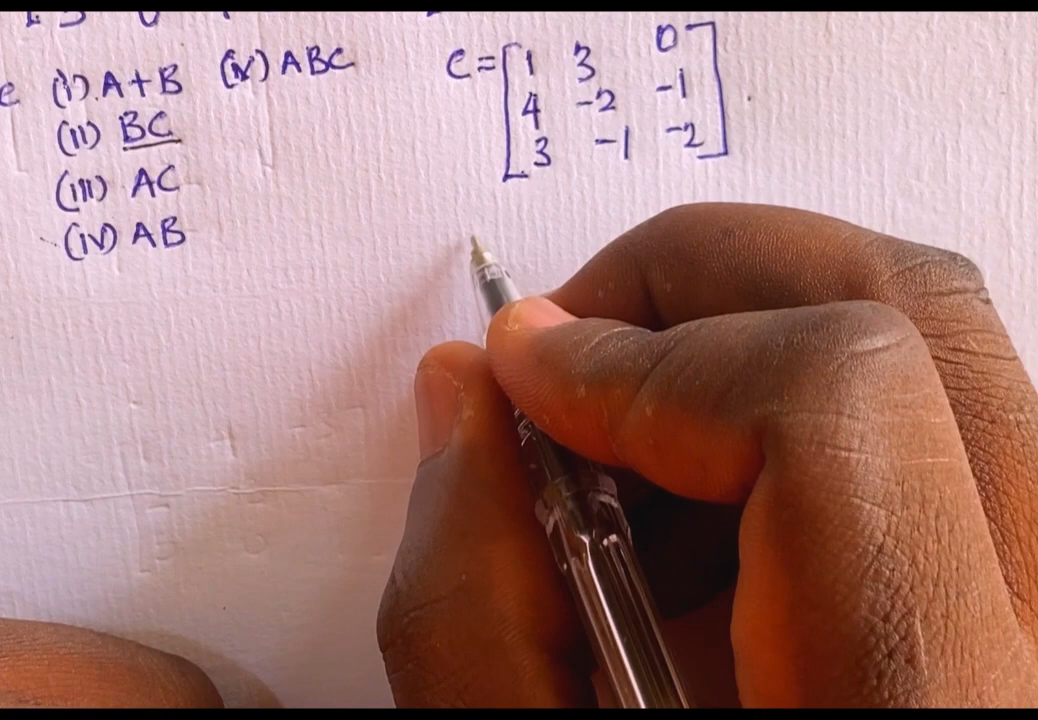 (i). A+B (v) ABC
(ii) BC
(iii) AC
(iv) AB
C = [1 3 0
4 -2 -1
3 -1 -2]